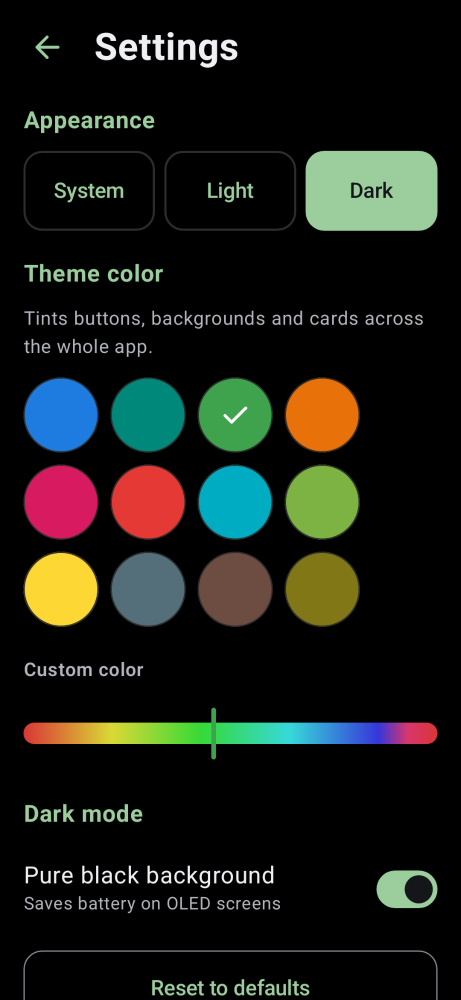 Settings
Appearance
System
Light
Dark
Theme color
Tints buttons, backgrounds and cards across
the whole app.
Custom color
Dark mode
Pure black background
Saves battery on OLED screens
Reset to defaults